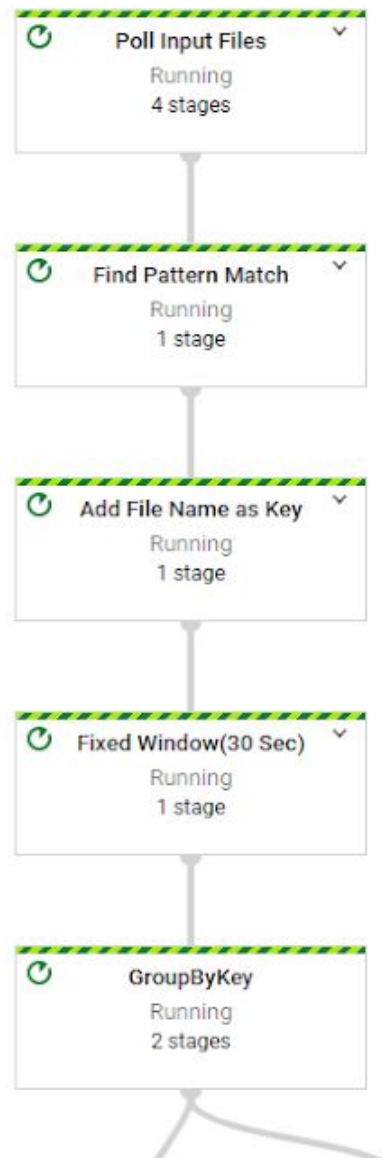 Poll Input Files
Running
4 stages
Find Pattern Match
Running
1 stage
Add File Name as Key
Running
1 stage
Fixed Window(30 Sec)
Running
1 stage
GroupByKey
Running
2 stages